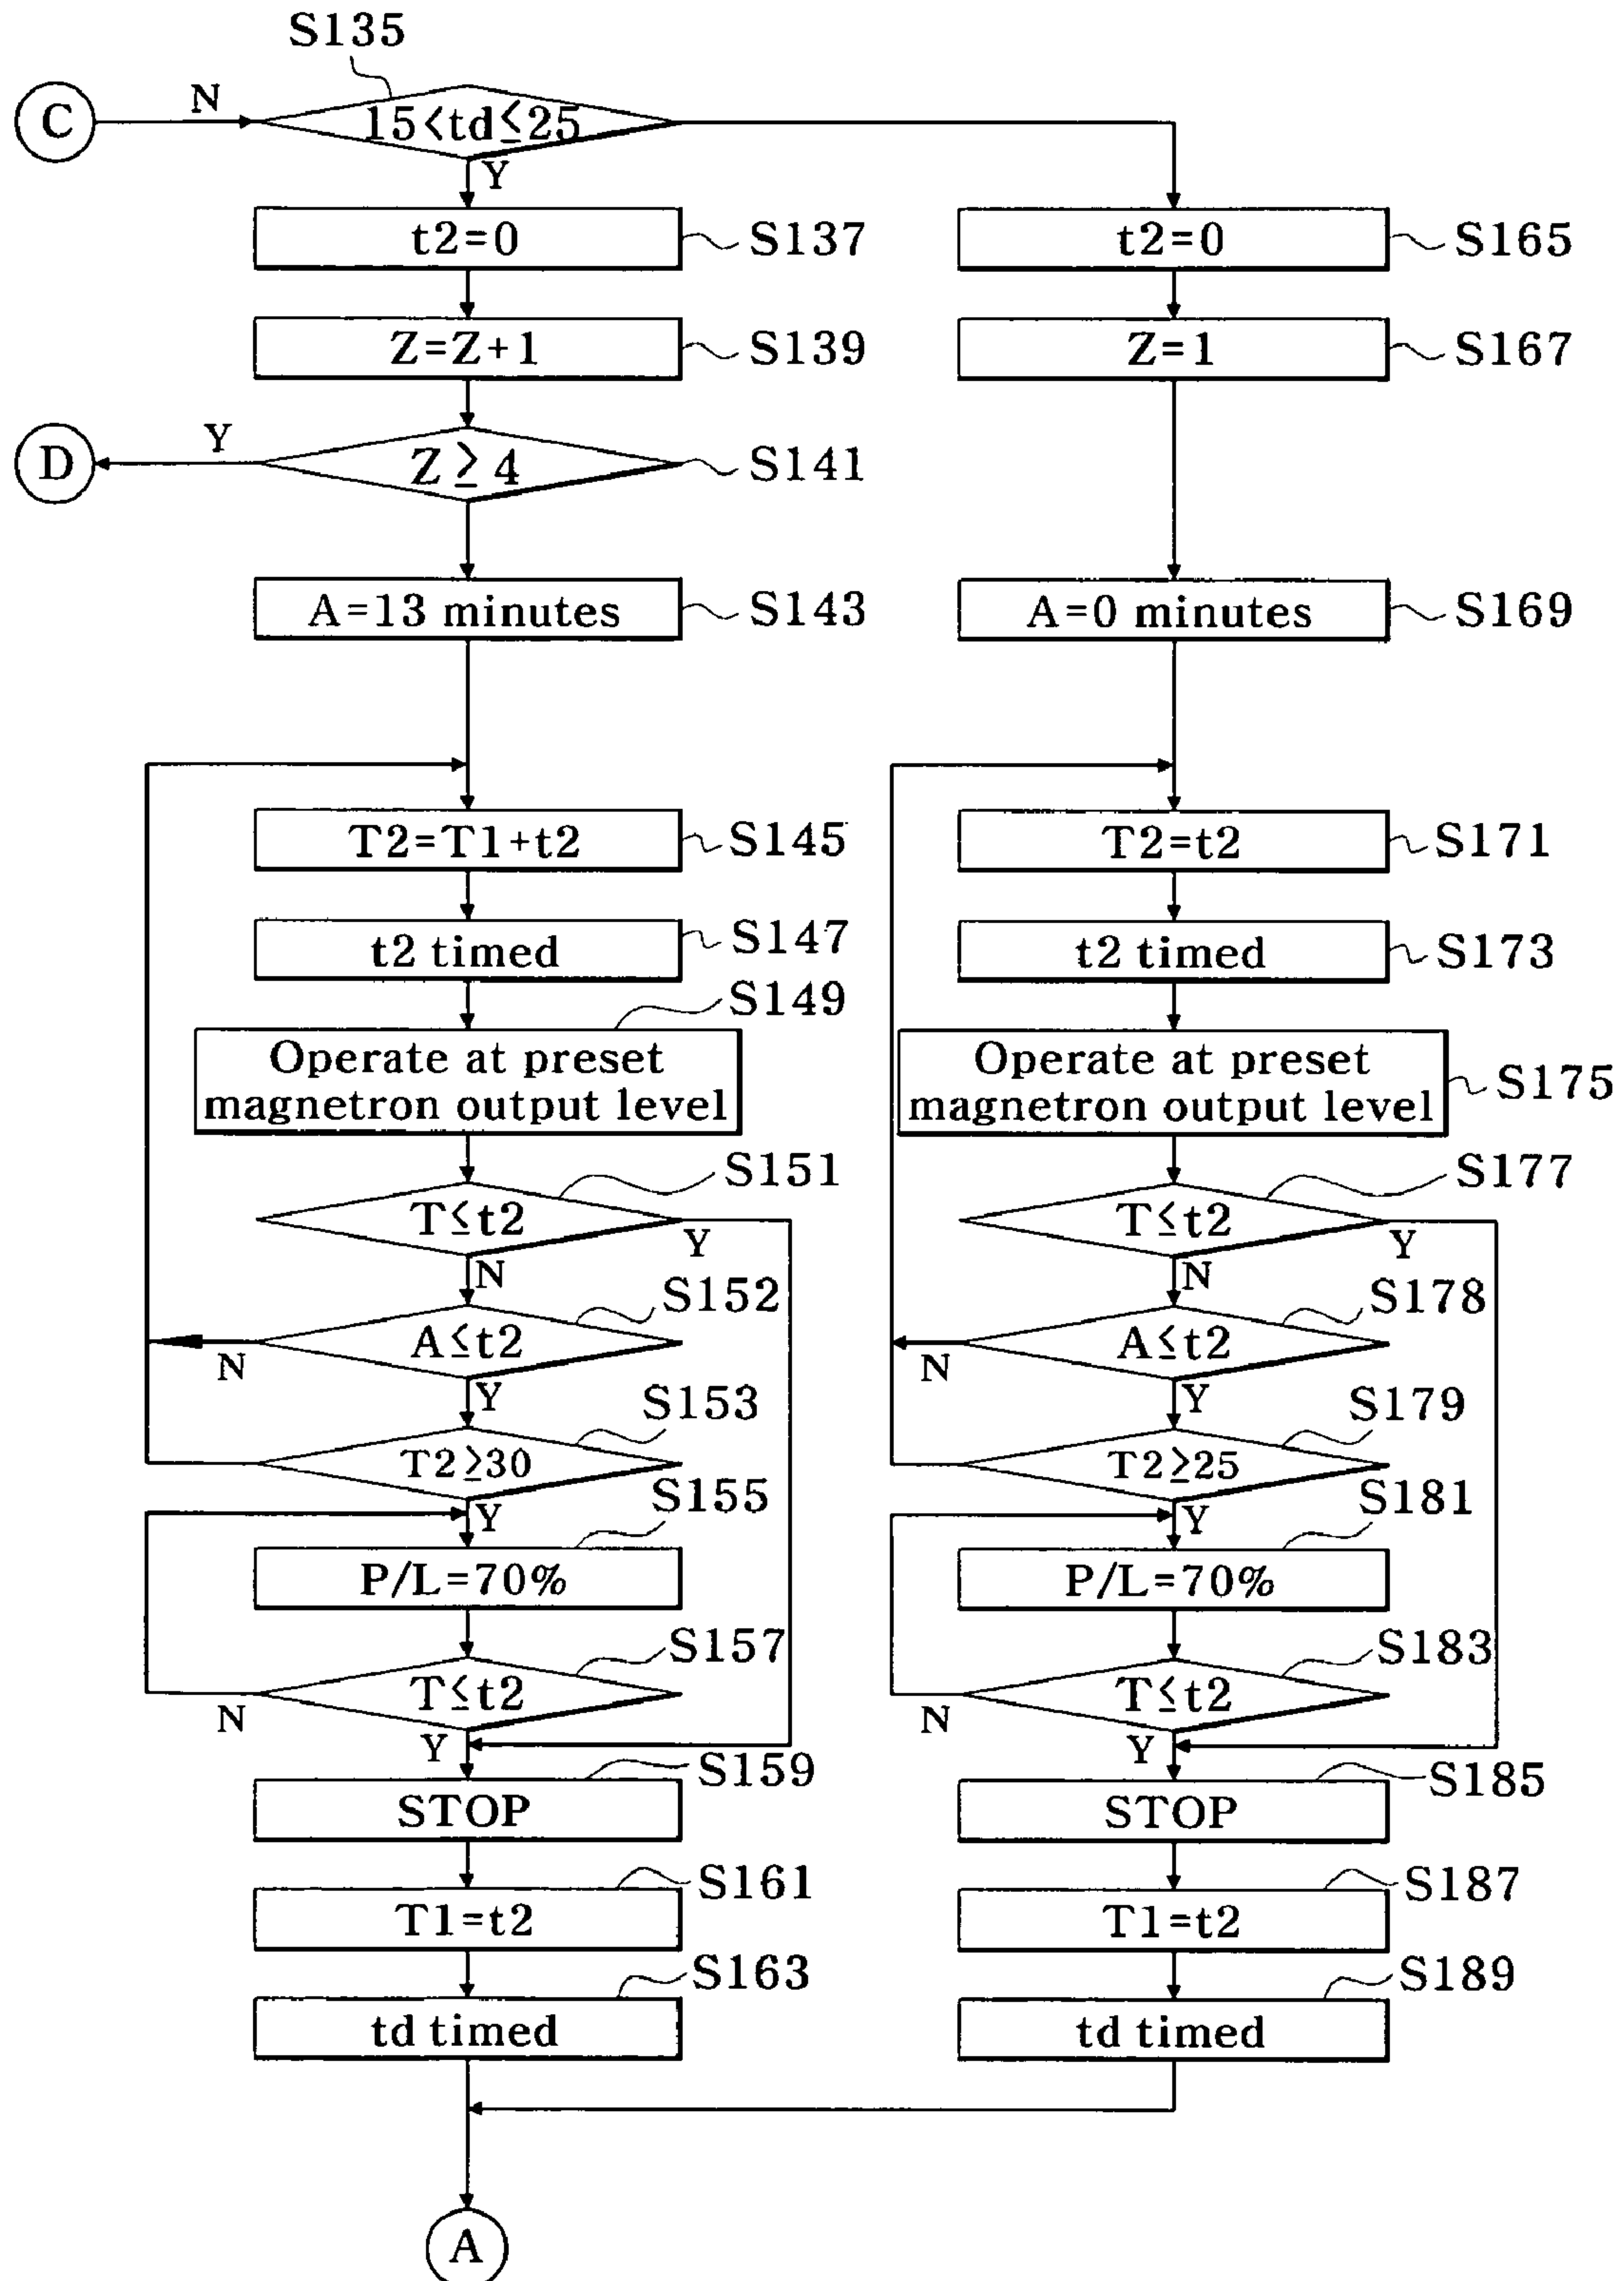 S135
C
N
15<td≤25
Y
t2=0
S137
Z=Z+1
S139
D
Y
Z≥4
S141
A=13 minutes
S143
T2=T1+t2
S145
t2 timed
S147
S149
Operate at preset
magnetron output level
S151
T≤t2
Y
N
S152
A≤t2
N
Y
S153
T2≥30
Y
S155
P/L=70%
S157
T≤t2
N
Y
S159
STOP
S161
T1=t2
S163
td timed
t2=0
S165
Z=1
S167
A=0 minutes
S169
T2=t2
S171
t2 timed
S173
Operate at preset
magnetron output level
S175
S177
T≤t2
Y
N
S178
A≤t2
N
Y
S179
T2≥25
Y
S181
P/L=70%
S183
T≤t2
N
Y
S185
STOP
S187
T1=t2
S189
td timed
A